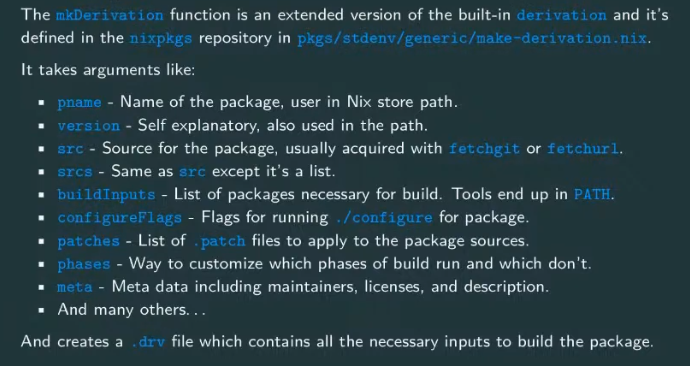 The mkDerivation function is an extended version of the built-in derivation and it's
defined in the nixpkgs repository in pkgs/stdenv/generic/make-derivation.nix.
It takes arguments like:
▪ pname - Name of the package, user in Nix store path.
▪ version - Self explanatory, also used in the path.
▪ src - Source for the package, usually acquired with fetchgit or fetchurl.
▪ srcs - Same as src except it's a list.
▪ buildInputs - List of packages necessary for build. Tools end up in PATH.
▪ configureFlags - Flags for running ./configure for package.
▪ patches - List of .patch files to apply to the package sources.
▪ phases - Way to customize which phases of build run and which don't.
▪ meta - Meta data including maintainers, licenses, and description.
▪ And many others...
And creates a .drv file which contains all the necessary inputs to build the package.